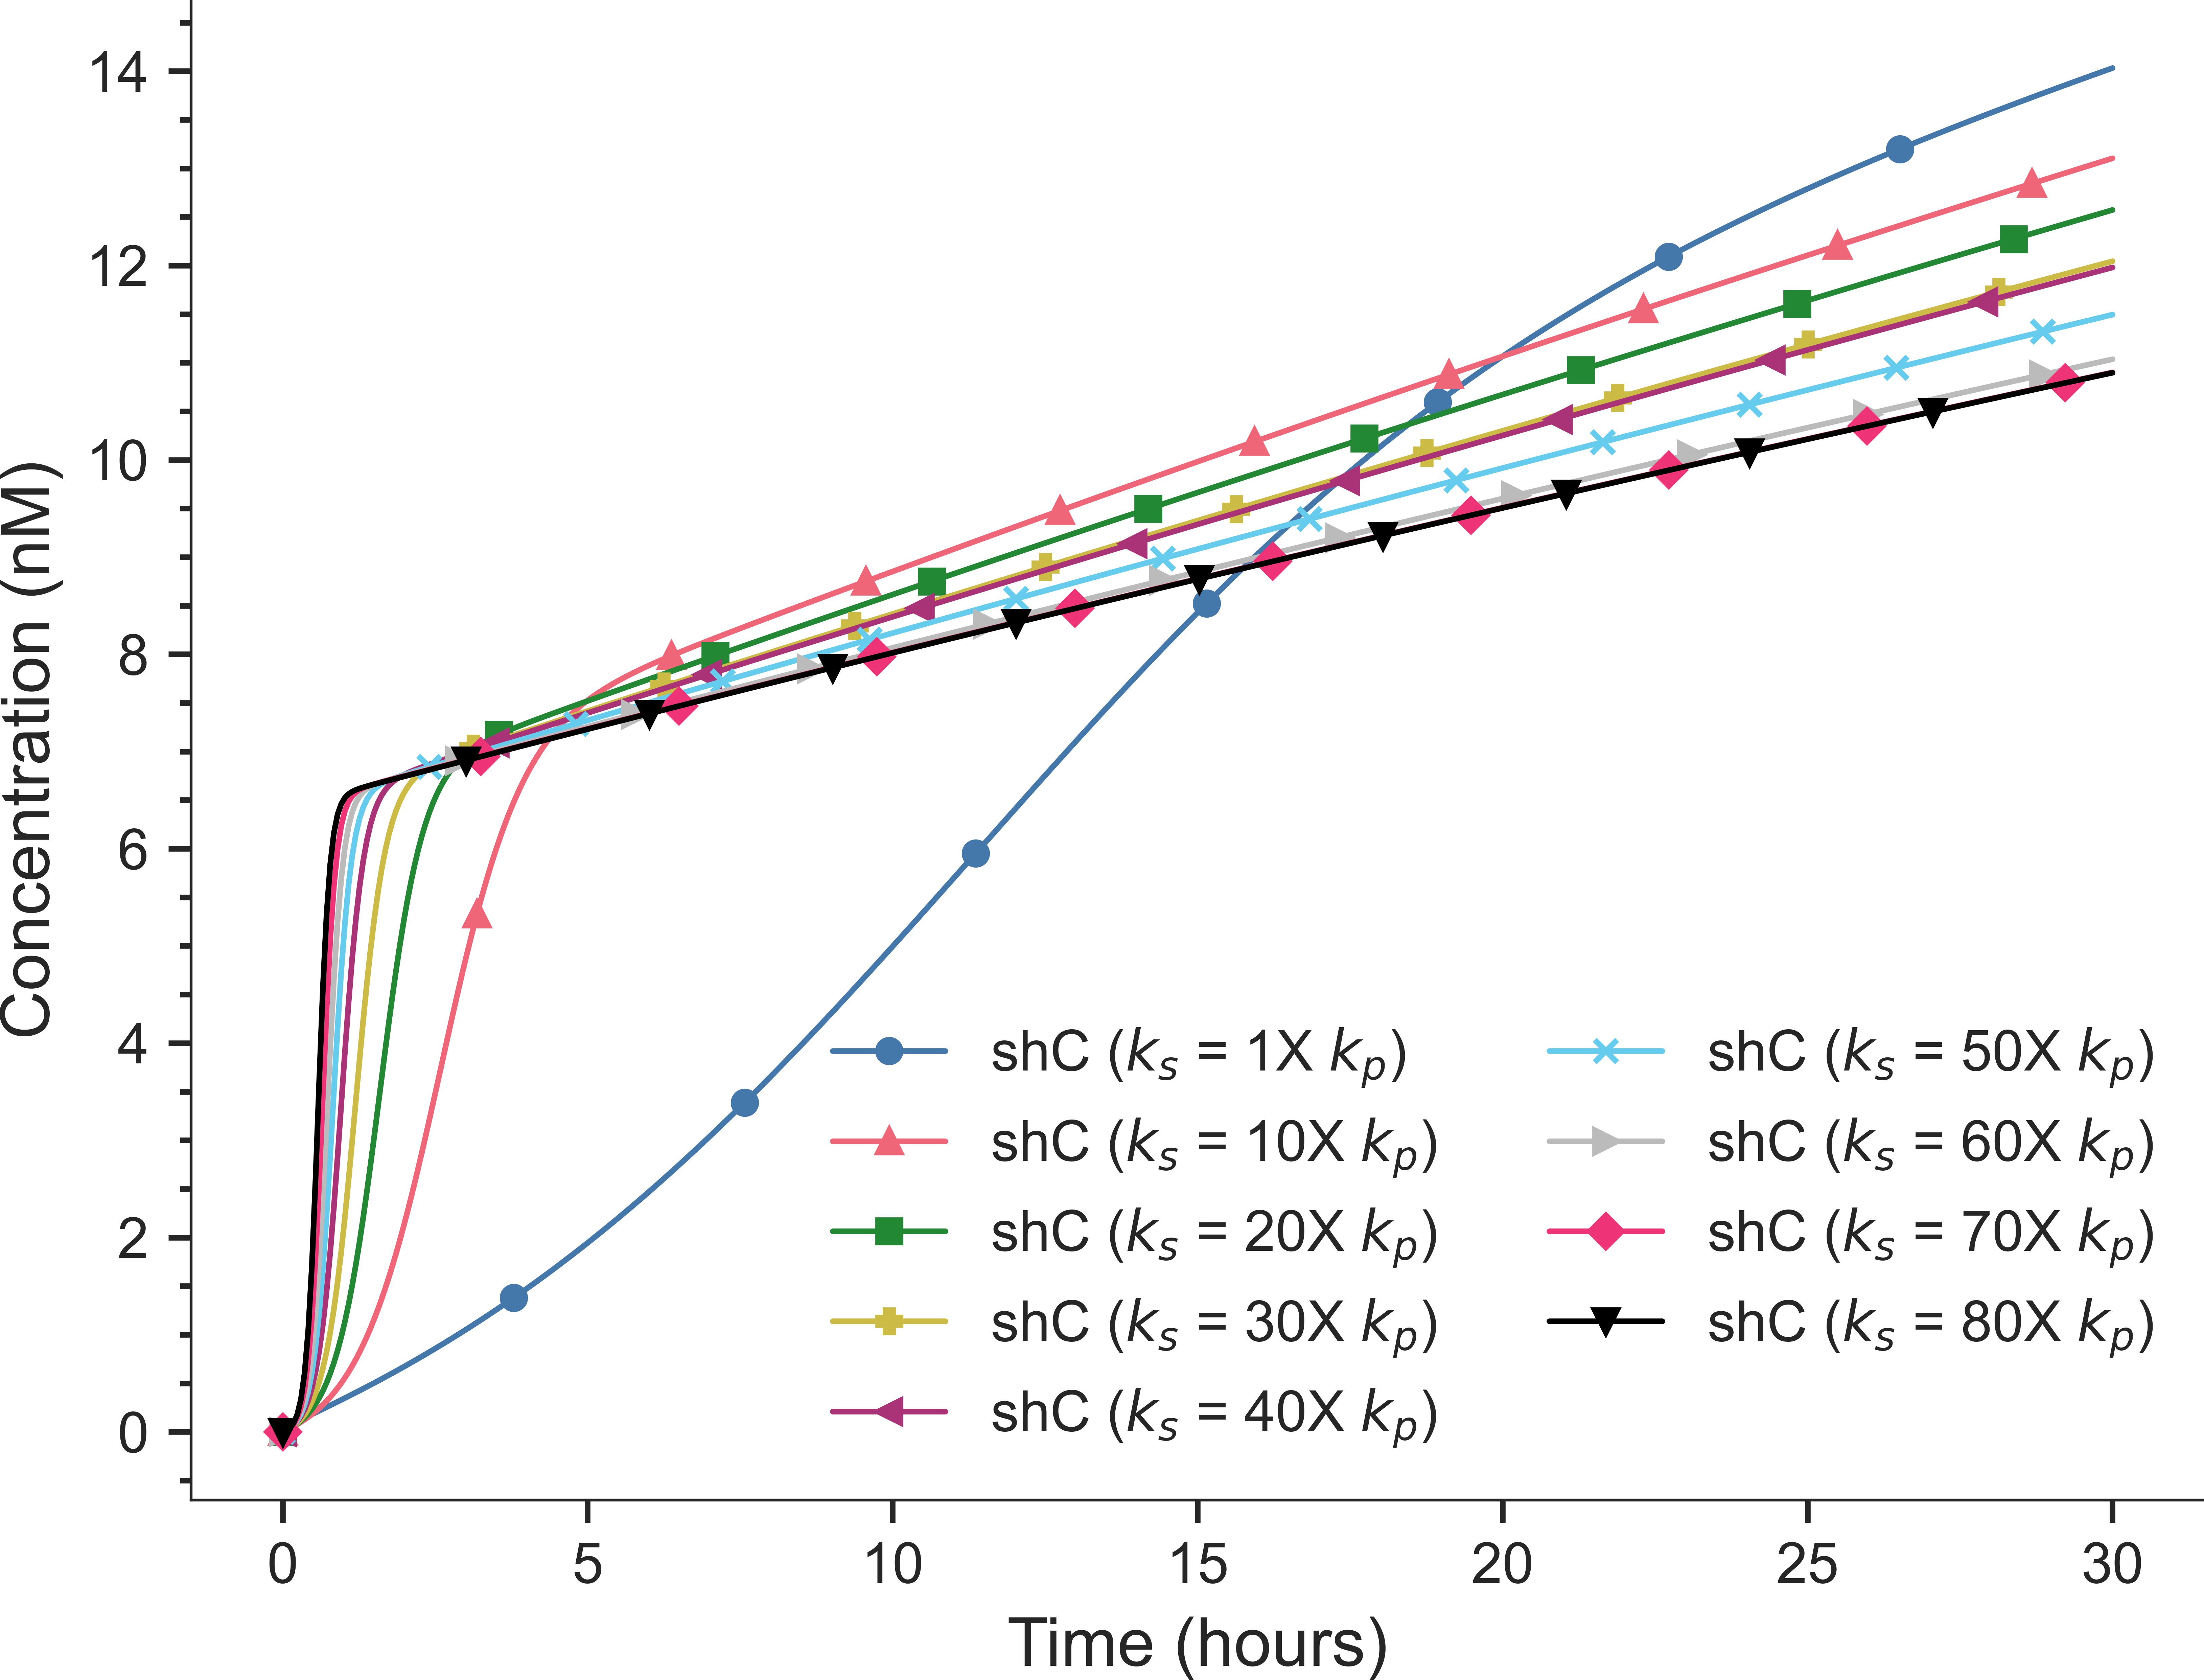 Concentration (nM)
14
12
10
8
6
4
2
0
shC (ks = 1X kp)
shC (ks = 10X kp)
shC (ks = 20X kp)
shC (ks = 30X kp)
shC (ks = 40X kp)
shC (ks = 50X kp)
shC (ks = 60X kp)
shC (ks = 70X kp)
shC (ks = 80X kp)
0 5 10 15 20 25 30
Time (hours)